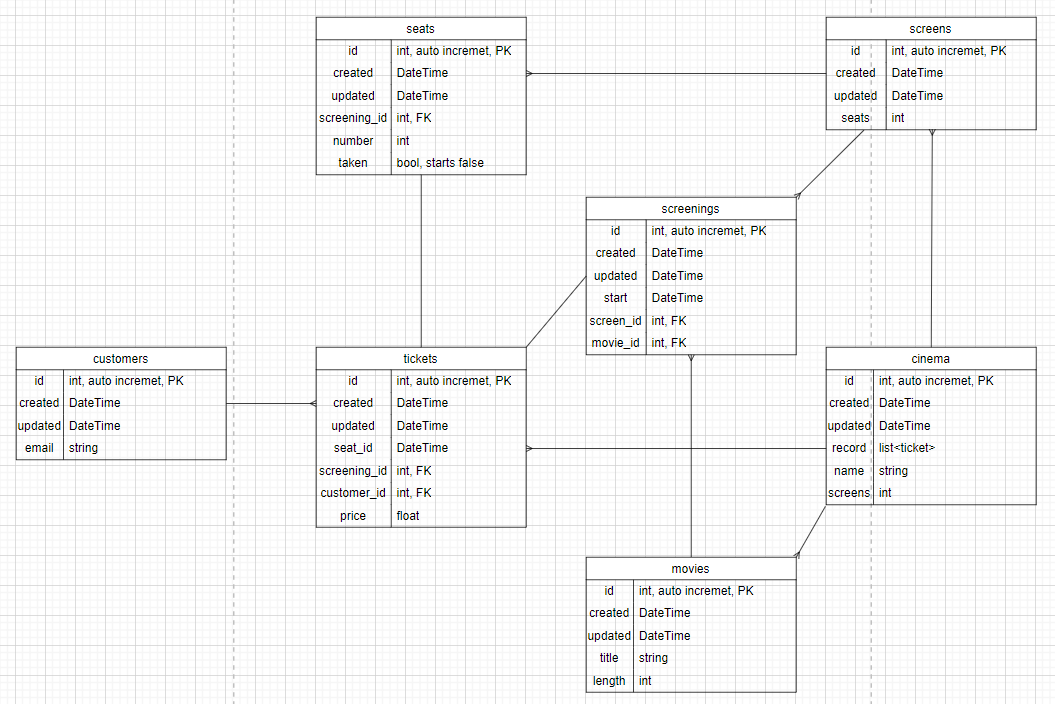 seats
id int, auto incremet, PK
created DateTime
updated DateTime
screening_id int, FK
number int
taken bool, starts false
screens
id int, auto incremet, PK
created DateTime
updated DateTime
seats int
screenings
id int, auto incremet, PK
created DateTime
updated DateTime
start DateTime
screen_id int, FK
movie_id int, FK
customers
id int, auto incremet, PK
created DateTime
updated DateTime
email string
tickets
id int, auto incremet, PK
created DateTime
updated DateTime
seat_id DateTime
screening_id int, FK
customer_id int, FK
price float
cinema
id int, auto incremet, PK
created DateTime
updated DateTime
record list<ticket>
name string
screens int
movies
id int, auto incremet, PK
created DateTime
updated DateTime
title string
length int